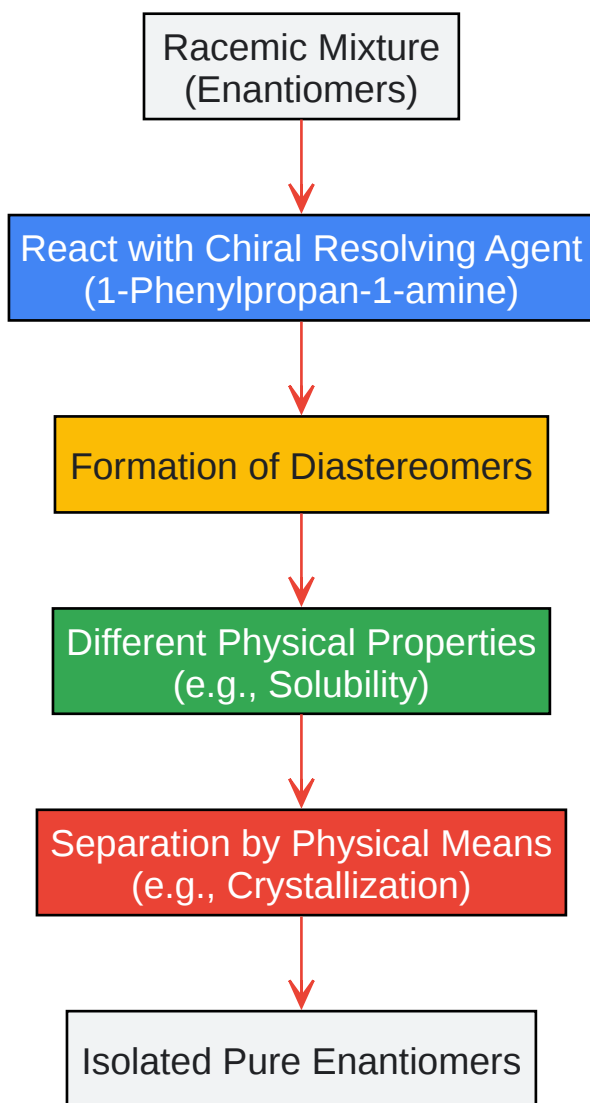 Racemic Mixture
(Enantiomers)
React with Chiral Resolving Agent
(1-Phenylpropan-1-amine)
Formation of Diastereomers
Different Physical Properties
(e.g., Solubility)
Separation by Physical Means
(e.g., Crystallization)
Isolated Pure Enantiomers